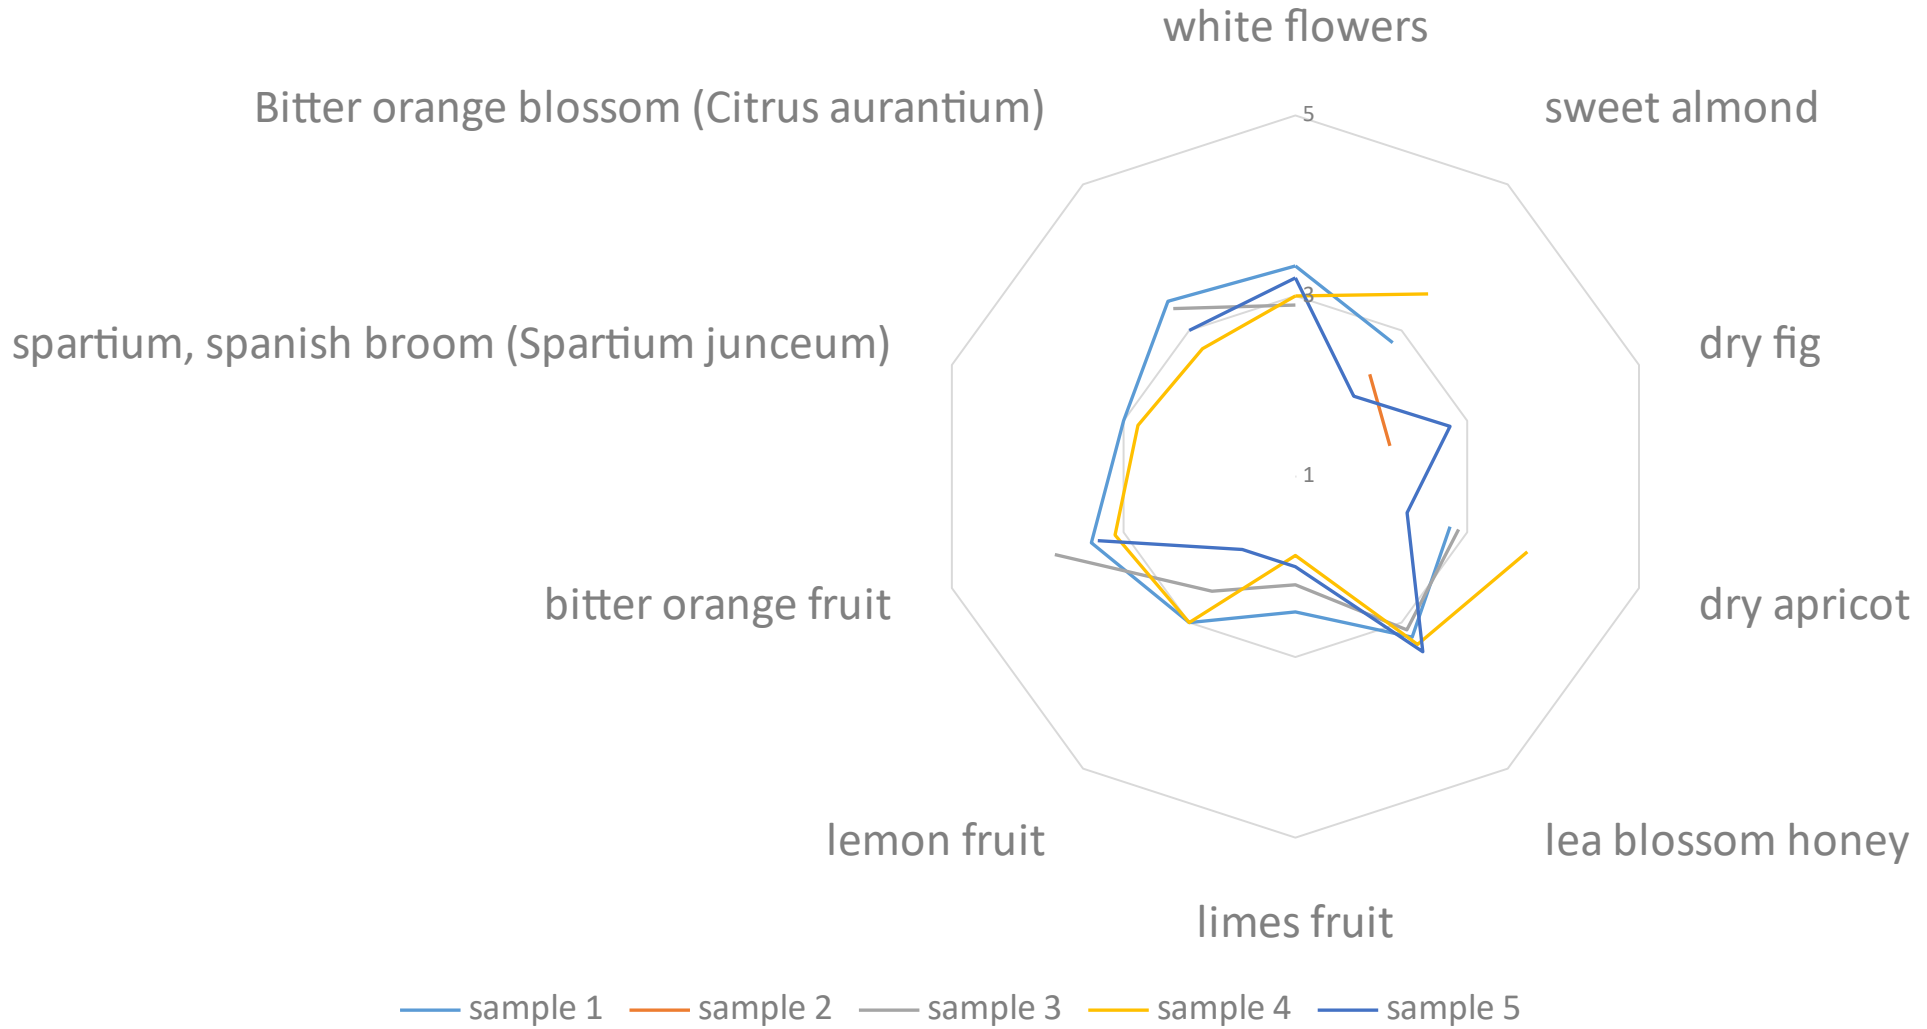 white flowers
Bitter orange blossom (Citrus aurantium)
sweet almond
5
3
spartium, spanish broom (Spartium junceum)
dry fig
1
bitter orange fruit
dry apricot
lemon fruit
lea blossom honey
limes fruit
sample 1 sample 2 sample 3 sample 4 sample 5